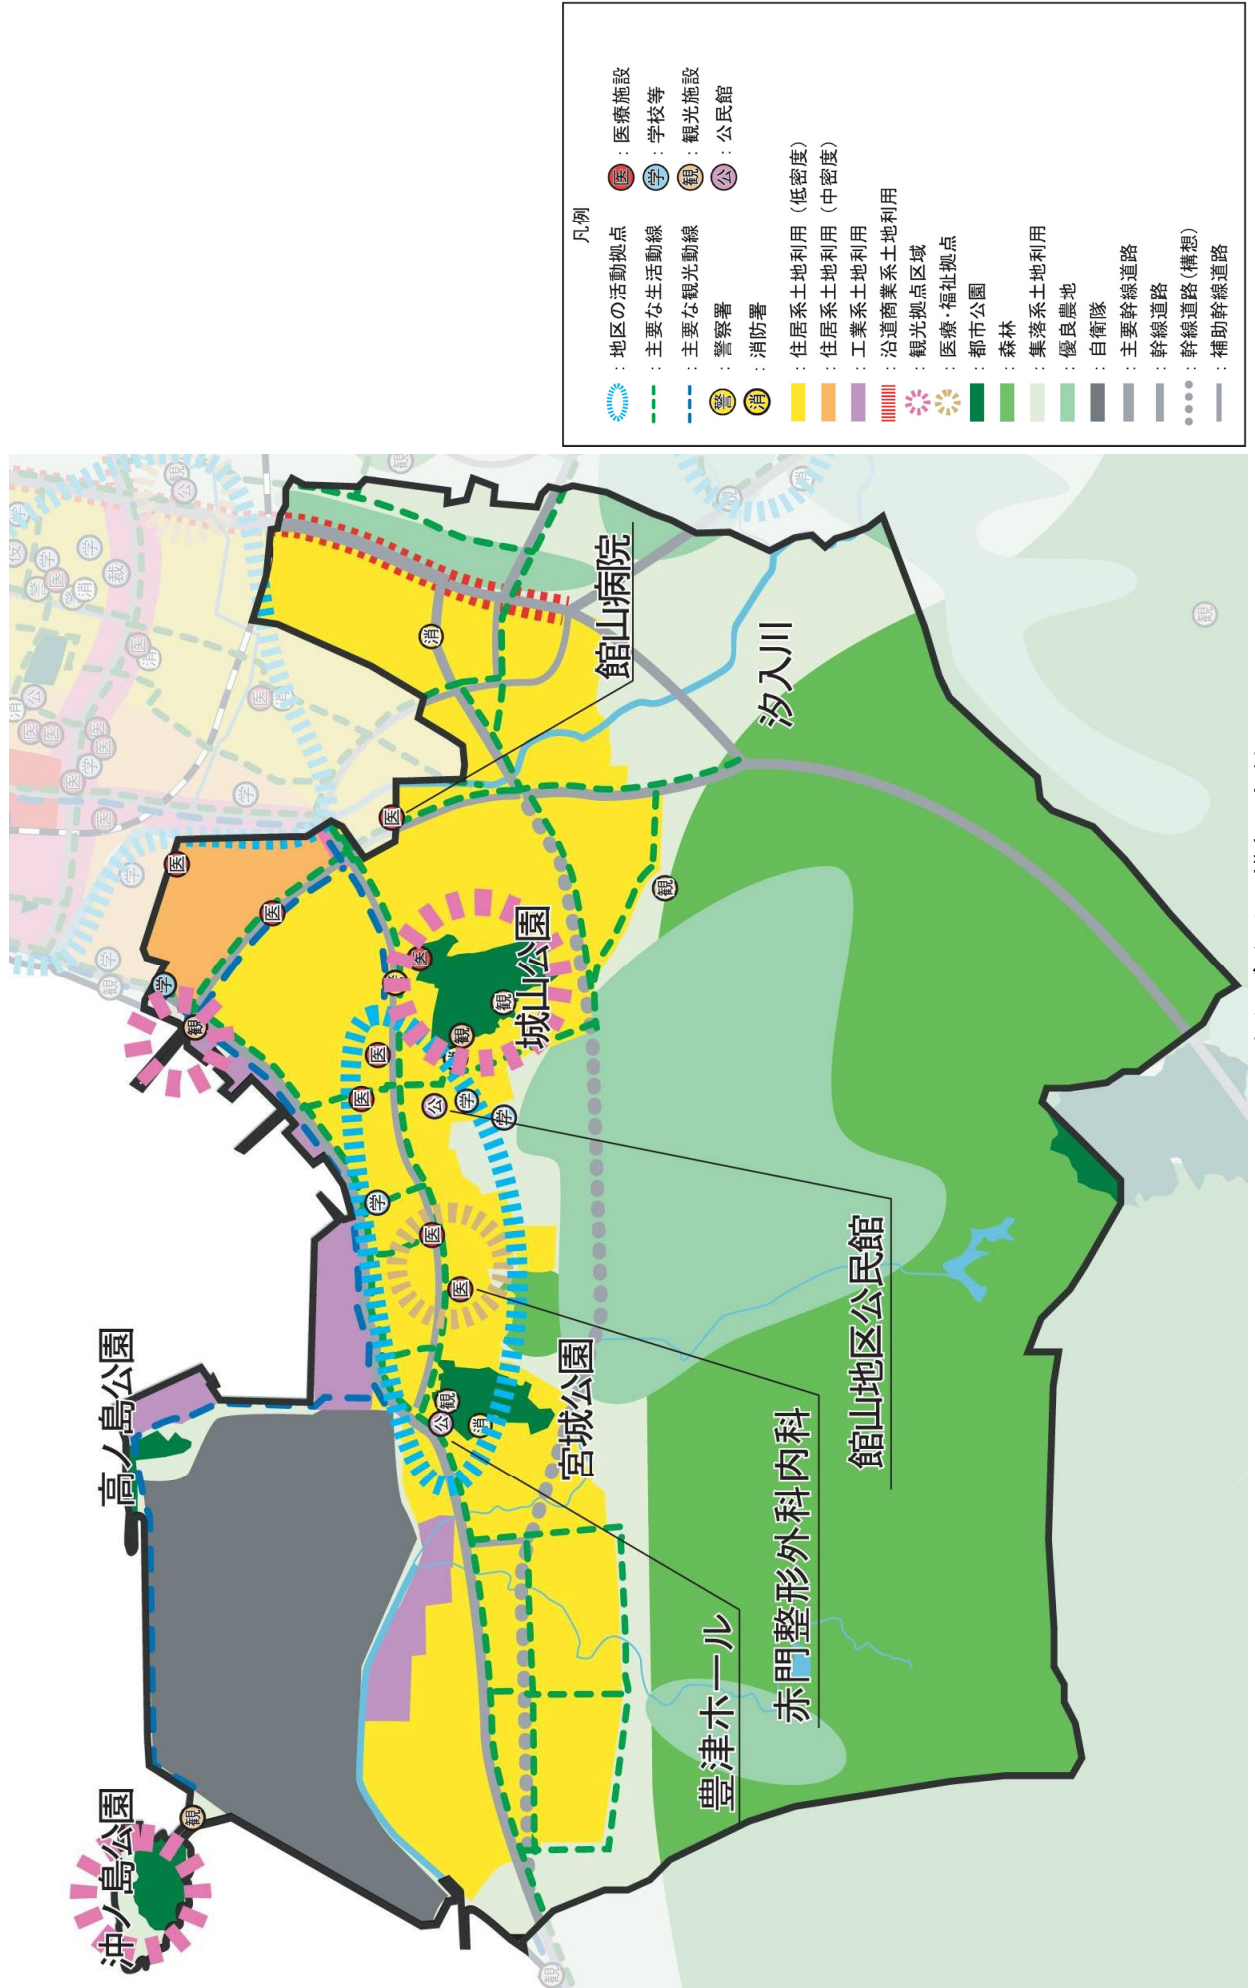 凡例
：地区の活動拠点
：主要な生活動線
：主要な観光動線
警：警察署
消：消防署
医：医療施設
学：学校等
観：観光施設
公：公民館
：住居系土地利用（低密度）
：住居系土地利用（中密度）
：工業系土地利用
：沿道商業系土地利用
：観光拠点区域
：医療・福祉拠点
：都市公園
：森林
：集落系土地利用
：優良農地
：自衛隊
：主要幹線道路
：幹線道路
：幹線道路（構想）
：補助幹線道路
沖ノ島公園
高ノ島公園
城山公園
館山病院
汐入川
宮城公園
館山地区公民館
赤門整形外科内科
豊津ホール